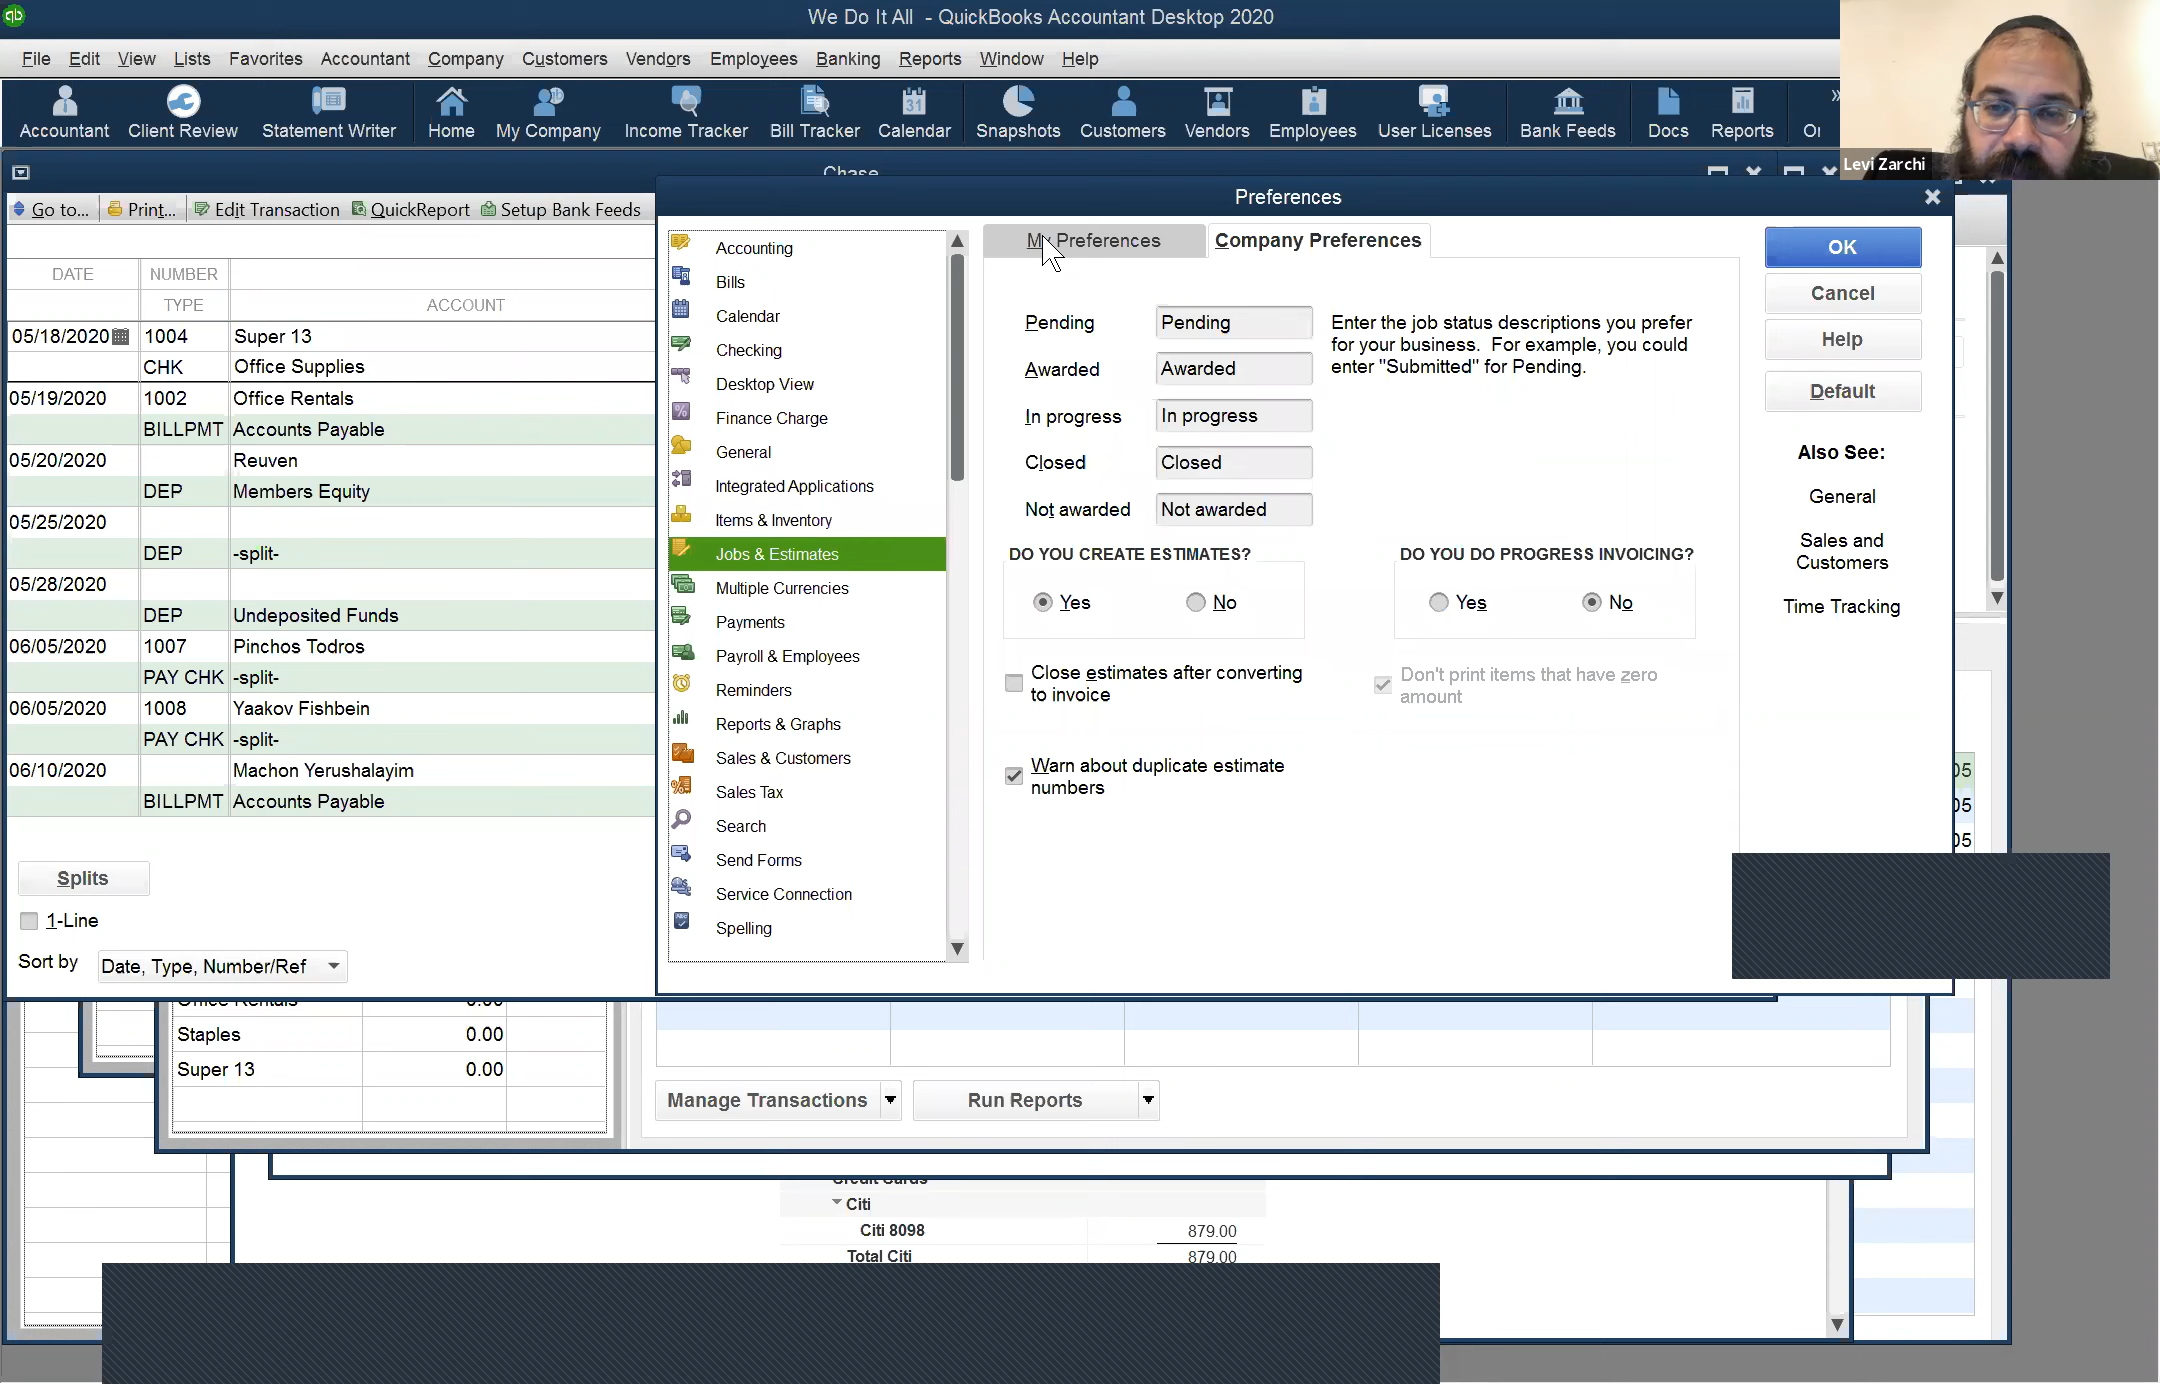 We Do It All - QuickBooks Accountant Desktop 2020
File Edit View Lists Favorites Accountant Company Customers Vendors Employees Banking Reports Window Help
Accountant Client Review Statement Writer Home My Company Income Tracker Bill Tracker Calendar Snapshots Customers Vendors Employees User Licenses Bank Feeds Docs Reports
31
Levi Zarchi
Chase
Go to... Print... Edit Transaction QuickReport Setup Bank Feeds
DATE NUMBER
TYPE ACCOUNT
05/18/2020 1004 Super 13
CHK Office Supplies
05/19/2020 1002 Office Rentals
BILLPMT Accounts Payable
05/20/2020 Reuven
DEP Members Equity
05/25/2020
DEP -split-
05/28/2020
DEP Undeposited Funds
06/05/2020 1007 Pinchos Todros
PAY CHK -split-
06/05/2020 1008 Yaakov Fishbein
PAY CHK -split-
06/10/2020 Machon Yerushalayim
BILLPMT Accounts Payable
Splits
1-Line
Sort by Date, Type, Number/Ref
Preferences
Accounting
Bills
Calendar
Checking
Desktop View
Finance Charge
General
Integrated Applications
Items & Inventory
Jobs & Estimates
Multiple Currencies
Payments
Payroll & Employees
Reminders
Reports & Graphs
Sales & Customers
Sales Tax
Search
Send Forms
Service Connection
Spelling
My Preferences Company Preferences
Pending Pending
Awarded Awarded
In progress In progress
Closed Closed
Not awarded Not awarded
Enter the job status descriptions you prefer
for your business. For example, you could
enter "Submitted" for Pending.
DO YOU CREATE ESTIMATES?
Yes No
Close estimates after converting
to invoice
Warn about duplicate estimate
numbers
DO YOU DO PROGRESS INVOICING?
Yes No
Don't print items that have zero
amount
OK
Cancel
Help
Default
Also See:
General
Sales and
Customers
Time Tracking
05
05
05
Office Rentals 0.00
Staples 0.00
Super 13 0.00
Manage Transactions Run Reports
Credit Cards
Citi
Citi 8098 879.00
Total Citi 879.00